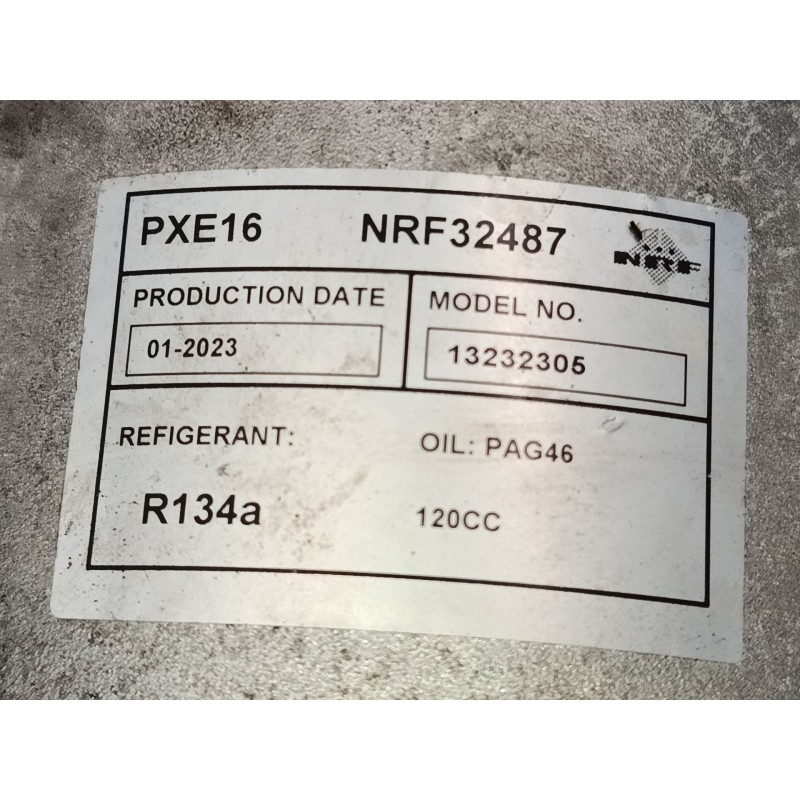 PXE16 NRF32487 NRF
PRODUCTION DATE MODEL NO.
01-2023 13232305
REFIGERANT: OIL: PAG46
R134a 120CC